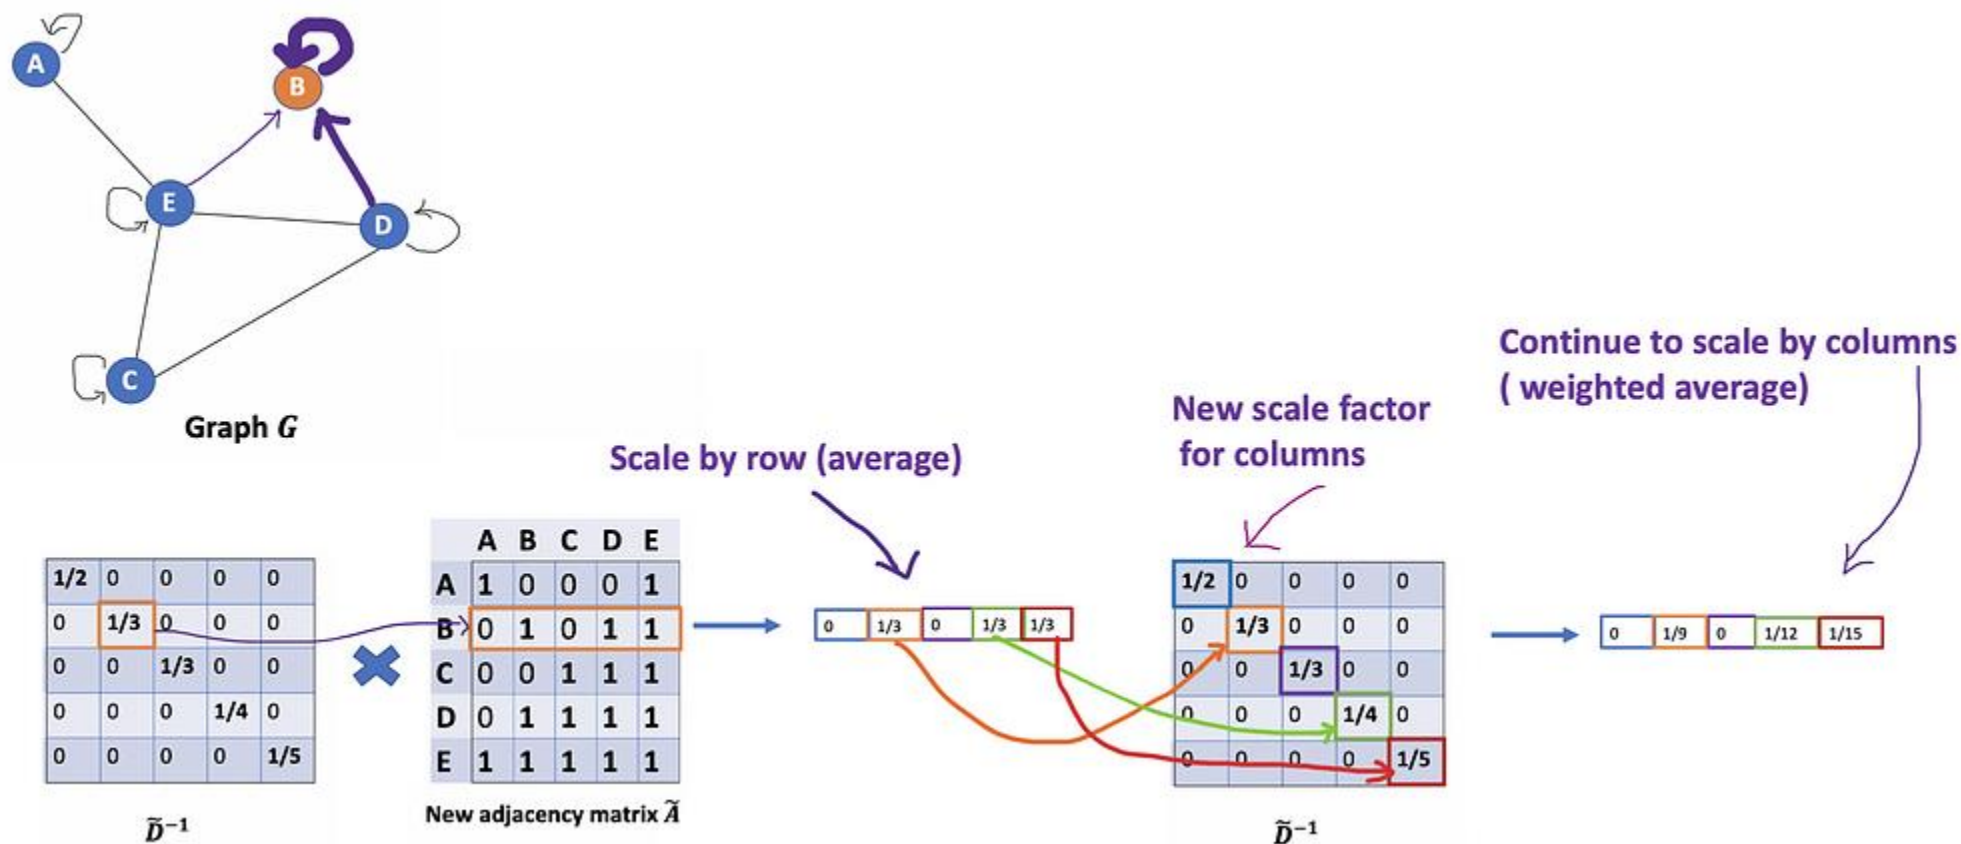 A
B
E
D
C
Graph G
Scale by row (average)
New scale factor
for columns
Continue to scale by columns
( weighted average)
1/2 0 0 0 0
0 1/3 0 0 0
0 0 1/3 0 0
0 0 0 1/4 0
0 0 0 0 1/5
D̃⁻¹
A B C D E
A 1 0 0 0 1
B 0 1 0 1 1
C 0 0 1 1 1
D 0 1 1 1 1
E 1 1 1 1 1
New adjacency matrix Ã
0 1/3 0 1/3 1/3
1/2 0 0 0 0
0 1/3 0 0 0
0 0 1/3 0 0
0 0 0 1/4 0
0 0 0 0 1/5
D̃⁻¹
0 1/9 0 1/12 1/15